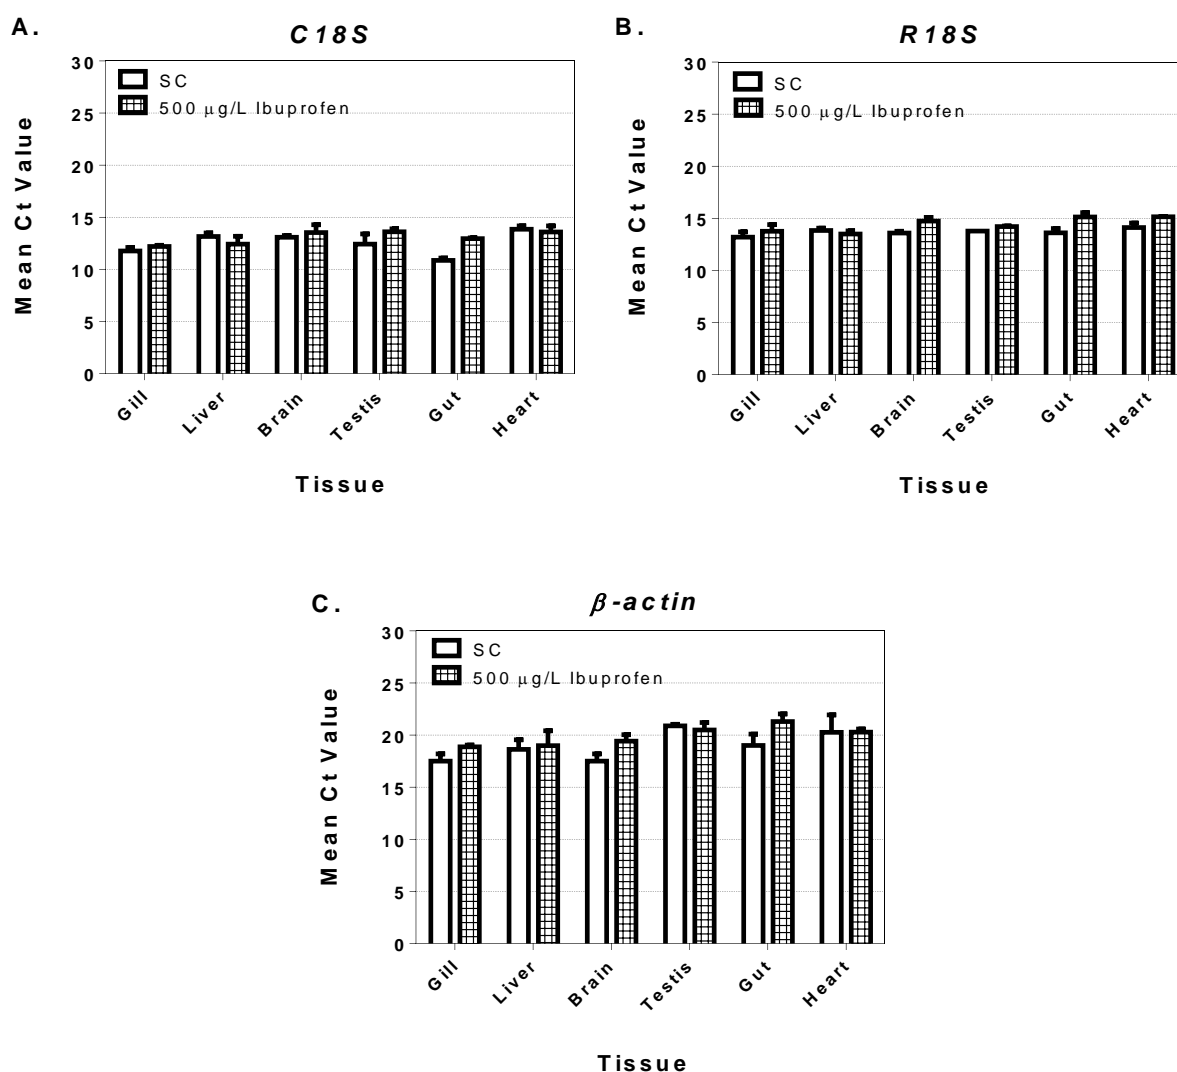 A.
C18S
30
25
20
15
10
5
0
Mean Ct Value
SC
500 µg/L Ibuprofen
Gill
Liver
Brain
Testis
Gut
Heart
Tissue
B.
R18S
30
25
20
15
10
5
0
Mean Ct Value
SC
500 µg/L Ibuprofen
Gill
Liver
Brain
Testis
Gut
Heart
Tissue
C.
β-actin
30
25
20
15
10
5
0
Mean Ct Value
SC
500 µg/L Ibuprofen
Gill
Liver
Brain
Testis
Gut
Heart
Tissue